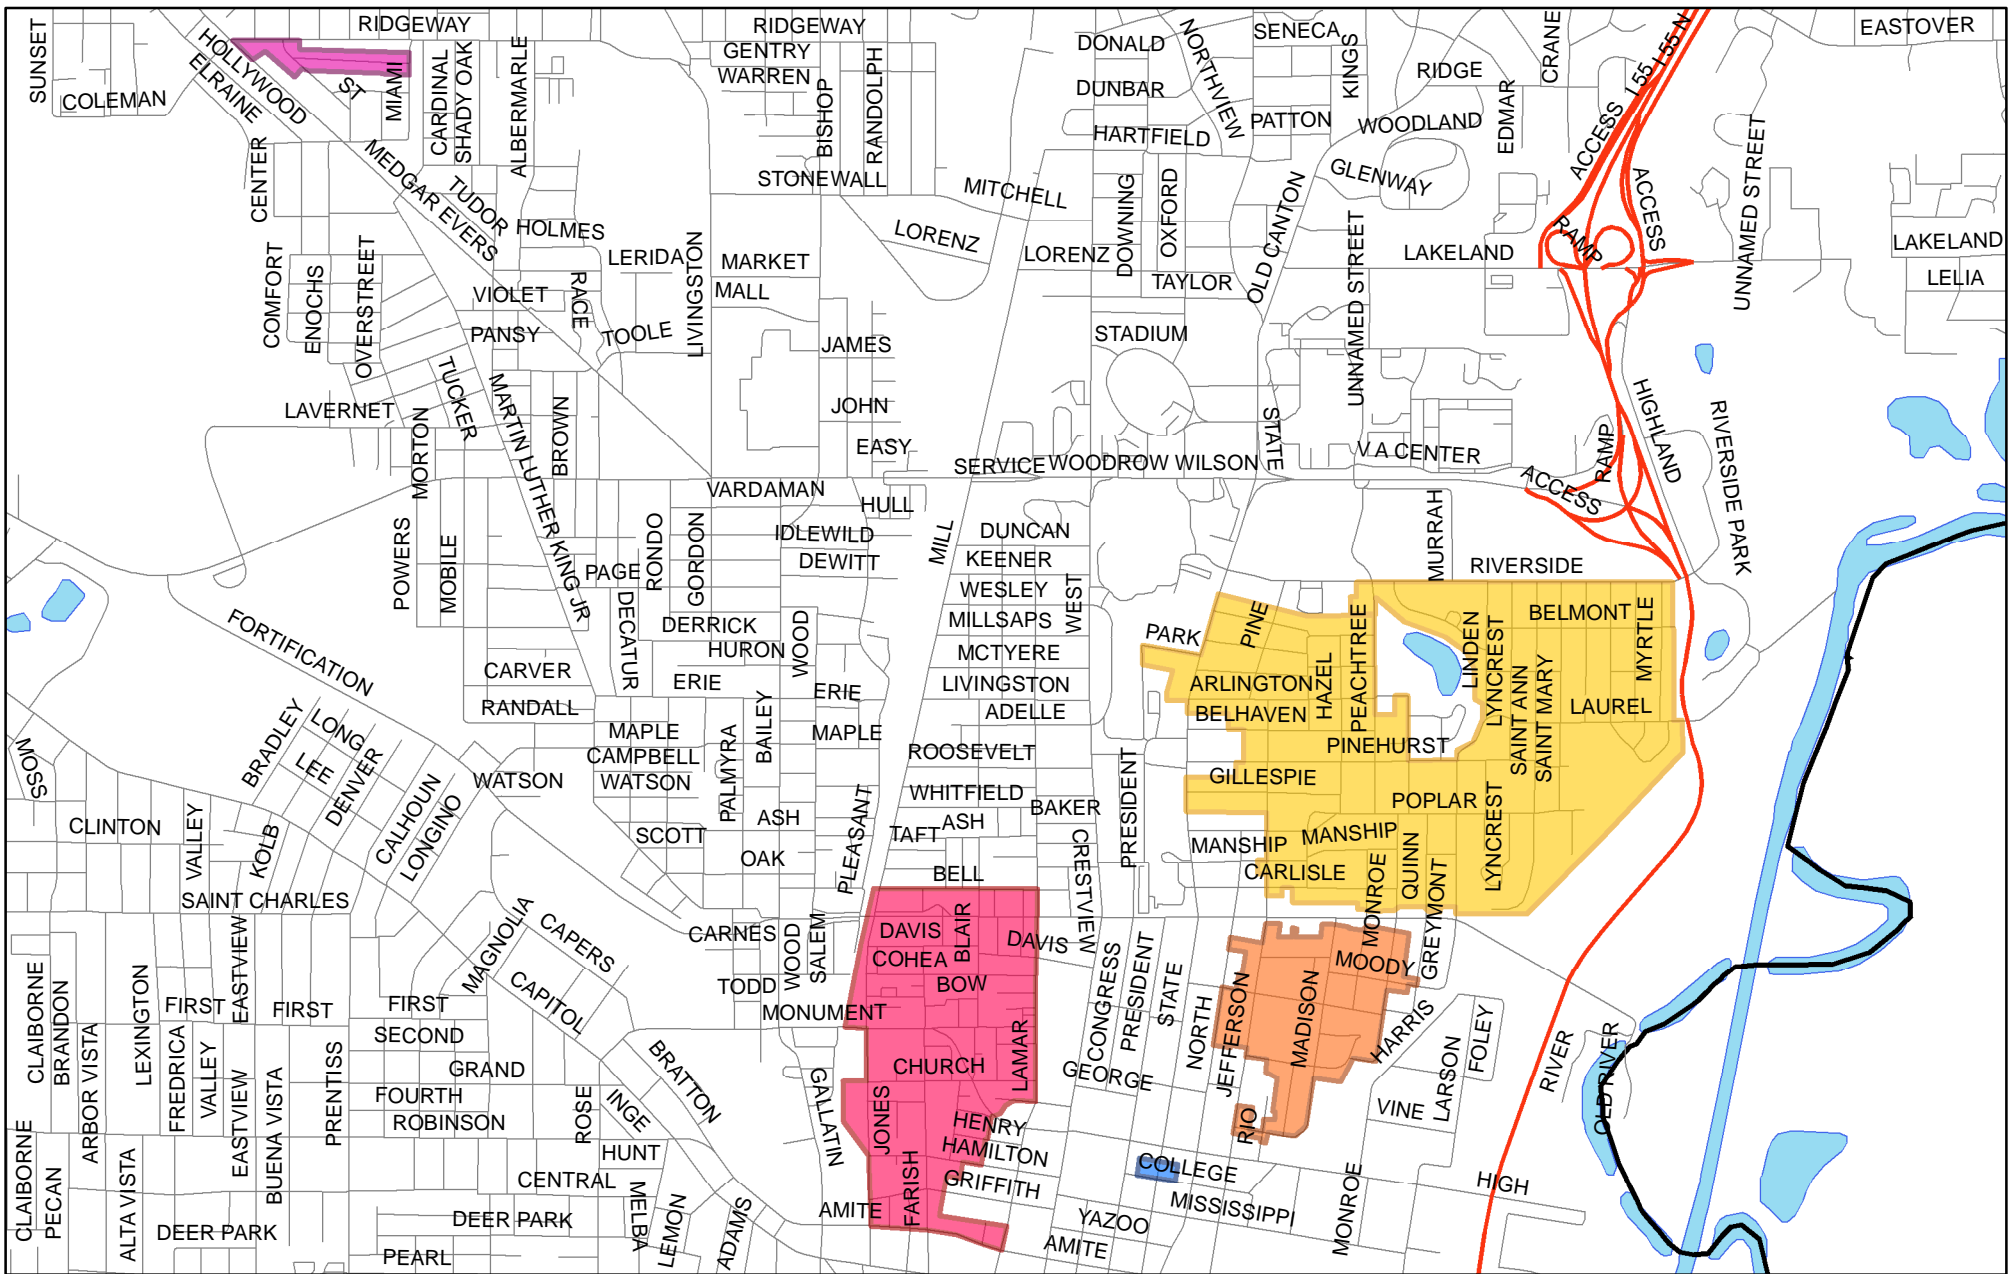 RIDGEWAY
RIDGEWAY
EASTOVER
SUNSET
HOLLYWOOD
ELRAINE
COLEMAN
ST
MIAMI
CARDINAL
SHADY OAK
ALBERMARLE
GENTRY
WARREN
BISHOP
RANDOLPH
DONALD
NORTHVIEW
SENECA
KINGS
CRANE
I 55
I 55 N
RIDGE
DUNBAR
EDMAR
HARTFIELD
PATTON
WOODLAND
ACCESS
ACCESS
UNNAMED STREET
CENTER
MEDGAR EVERS
TUDOR
STONEWALL
MITCHELL
DOWNING
OXFORD
GLENWAY
HOLMES
LORENZ
LORENZ
OLD CANTON
UNNAMED STREET
LAKELAND
RAMP
LAKELAND
LELIA
COMFORT
ENOCHS
OVERSTREET
LERIDA
LIVINGSTON
MARKET
MALL
VIOLET
RACE
TAYLOR
PANSY
TOOLE
JAMES
STADIUM
TUCKER
MARTIN LUTHER KING JR
BROWN
LAVERNET
MORTON
JOHN
EASY
STATE
HIGHLAND
RIVERSIDE PARK
SERVICE
WOODROW WILSON
V A CENTER
RAMP
ACCESS
VARDAMAN
HULL
MURRAH
POWERS
MOBILE
RONDO
GORDON
IDLEWILD
DEWITT
MILL
DUNCAN
KEENER
PAGE
WESLEY
WEST
RIVERSIDE
FORTIFICATION
DECATUR
DERRICK
WOOD
MILLSAPS
PARK
PINE
PEACHTREE
LINDEN
LYNCREST
BELMONT
MYRTLE
HURON
MCTYERE
CARVER
ERIE
ERIE
LIVINGSTON
ARLINGTON
HAZEL
SAINT ANN
SAINT MARY
RANDALL
ADELLE
BELHAVEN
LAUREL
BRADLEY
LONG
MAPLE
PALMYRA
BAILEY
MAPLE
ROOSEVELT
PINEHURST
MOSS
LEE
DENVER
CAMPBELL
WATSON
WATSON
PRESIDENT
GILLESPIE
CALHOUN
LONGINO
WHITFIELD
BAKER
POPLAR
LYNCREST
CLINTON
VALLEY
KOLB
SCOTT
ASH
PLEASANT
TAFT
ASH
CRESTVIEW
MANSHIP
MANSHIP
QUINN
OAK
BELL
CARLISLE
MONROE
GREYMONT
SAINT CHARLES
MAGNOLIA
CAPERS
CARNES
WOOD
SALEM
DAVIS
BLAIR
DAVIS
EASTVIEW
COHEA
CONGRESS
PRESIDENT
STATE
MOODY
CLAIBORNE
BRANDON
LEXINGTON
FIRST
FIRST
FIRST
CAPITOL
TODD
BOW
NORTH
JEFFERSON
MADISON
MONUMENT
HARRIS
FOLEY
ARBOR VISTA
FREDRICA
VALLEY
EASTVIEW
BUENA VISTA
PRENTISS
SECOND
GRAND
BRATTON
GALLATIN
CHURCH
LAMAR
GEORGE
JEFFERSON
LARSON
RIVER
OLD RIVER
FOURTH
ROBINSON
ROSE
INGE
JONES
HENRY
RIO
VINE
CLAIBORNE
PECAN
ALTA VISTA
HUNT
HAMILTON
COLLEGE
CENTRAL
GRIFFITH
MISSISSIPPI
MONROE
HIGH
DEER PARK
DEER PARK
MELBA
LEMON
ADAMS
AMITE
FARISH
YAZOO
AMITE
PEARL